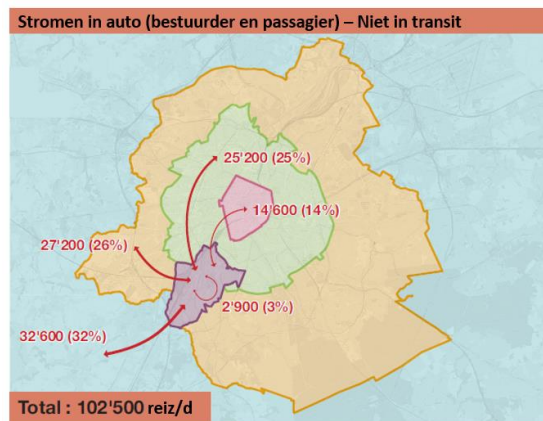 Stromen in auto (bestuurder en passagier) – Niet in transit
25'200 (25%)
14'600 (14%)
27'200 (26%)
2'900 (3%)
32'600 (32%)
Total : 102'500 reiz/d